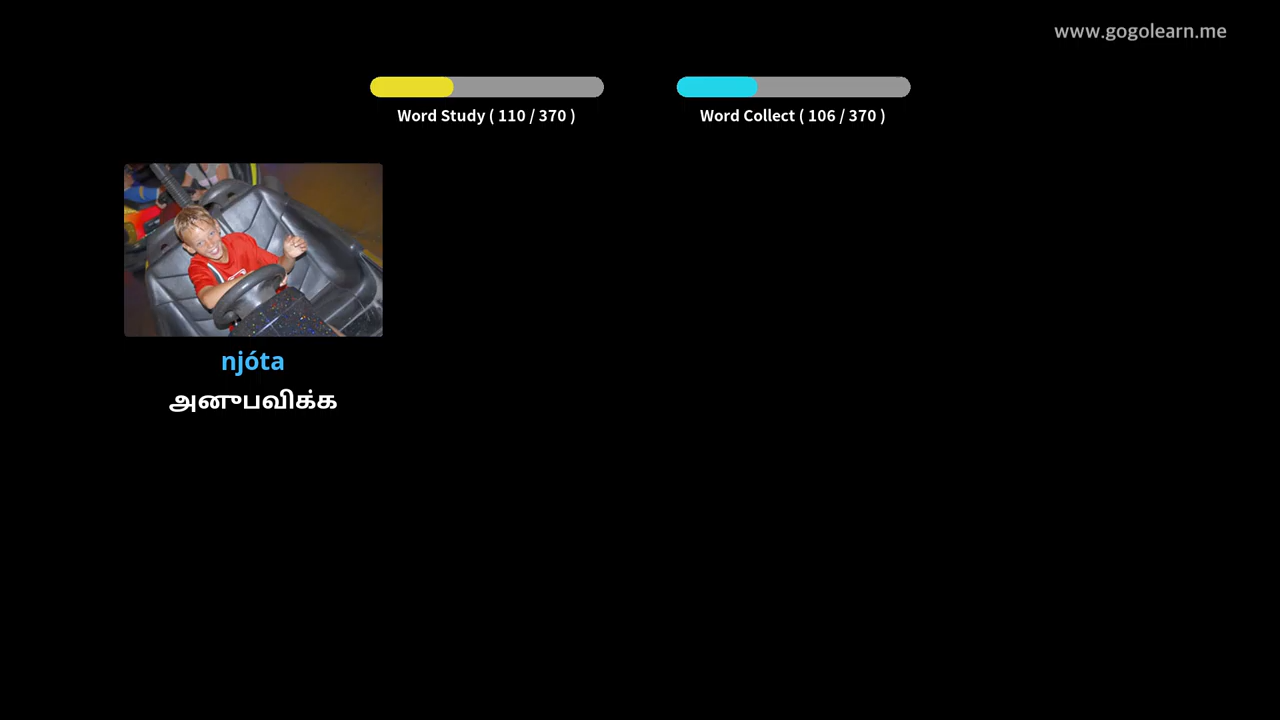 www.gogolearn.me
Word Study ( 110 / 370 )
Word Collect ( 106 / 370 )
njóta
அனுபவிக்க